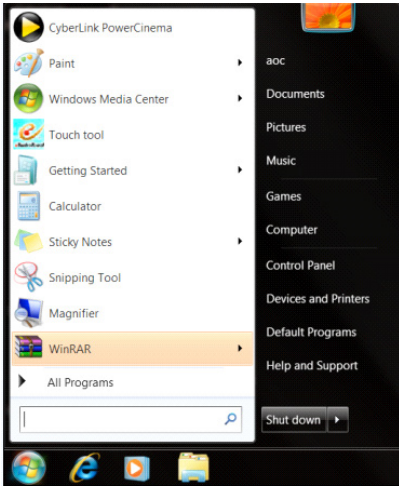 CyberLink PowerCinema
Paint
Windows Media Center
Touch tool
Getting Started
Calculator
Sticky Notes
Snipping Tool
Magnifier
WinRAR
All Programs
aoc
Documents
Pictures
Music
Games
Computer
Control Panel
Devices and Printers
Default Programs
Help and Support
Shut down